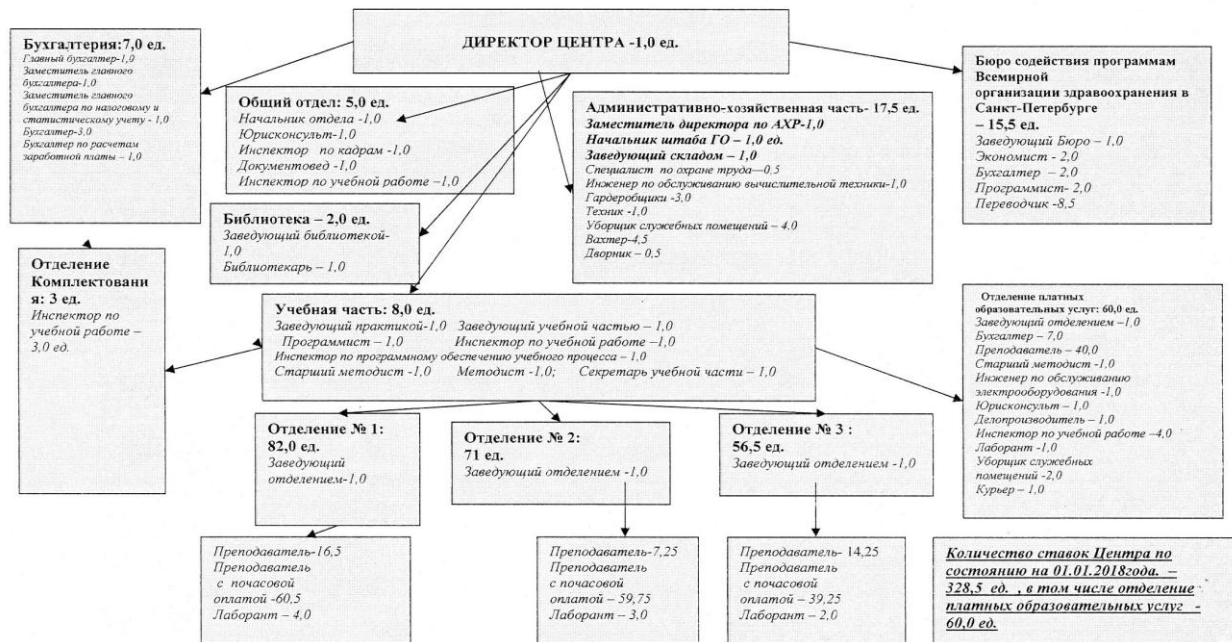 ДИРЕКТОР ЦЕНТРА -1,0 ед.
Бухгалтерия:7,0 ед.
Главный бухгалтер-1,0
Заместитель главного
бухгалтера-1,0
Заместитель главного
бухгалтера по налоговому и
статистическому учету - 1,0
Бухгалтер-3,0
Бухгалтер по расчетам
заработной платы – 1,0
Общий отдел: 5,0 ед.
Начальник отдела -1,0
Юрисконсульт-1,0
Инспектор по кадрам -1,0
Документовед -1,0
Инспектор по учебной работе –1,0
Административно-хозяйственная часть- 17,5 ед.
Заместитель директора по АХР-1,0
Начальник штаба ГО – 1,0 ед.
Заведующий складом – 1,0
Специалист по охране труда—0,5
Инженер по обслуживанию вычислительной техники-1,0
Гардеробщики -3,0
Техник -1,0
Уборщик служебных помещений – 4,0
Вахтер-4,5
Дворник – 0,5
Бюро содействия программам
Всемирной
организации здравоохранения в
Санкт-Петербурге
– 15,5 ед.
Заведующий Бюро – 1,0
Экономист - 2,0
Бухгалтер – 2,0
Программист- 2,0
Переводчик -8,5
Библиотека – 2,0 ед.
Заведующий библиотекой-
1,0
Библиотекарь – 1,0
Отделение
Комплектовани
я: 3 ед.
Инспектор по
учебной работе –
3,0 ед.
Учебная часть: 8,0 ед.
Заведующий практикой-1,0 Заведующий учебной частью – 1,0
Программист – 1,0 Инспектор по учебной работе –1,0
Инспектор по программному обеспечению учебного процесса – 1,0
Старший методист -1,0 Методист -1,0; Секретарь учебной части – 1,0
Отделение платных
образовательных услуг: 60,0 ед.
Заведующий отделением –1,0
Бухгалтер – 7,0
Преподаватель – 40,0
Старший методист -1,0
Инженер по обслуживанию
электрооборудования -1,0
Юрисконсульт – 1,0
Делопроизводитель – 1,0
Инспектор по учебной работе –4,0
Лаборант -1,0
Уборщик служебных
помещений -2,0
Курьер – 1,0
Отделение № 1:
82,0 ед.
Заведующий
отделением-1,0
Отделение № 2:
71 ед.
Заведующий отделением -1,0
Отделение № 3 :
56,5 ед.
Заведующий отделением -1,0
Преподаватель-16,5
Преподаватель
с почасовой
оплатой -60,5
Лаборант – 4,0
Преподаватель-7,25
Преподаватель
с почасовой
оплатой – 59,75
Лаборант – 3,0
Преподаватель- 14,25
Преподаватель
с почасовой
оплатой – 39,25
Лаборант – 2,0
Количество ставок Центра по
состоянию на 01.01.2018года. –
328,5 ед. , в том числе отделение
платных образовательных услуг -
60,0 ед.